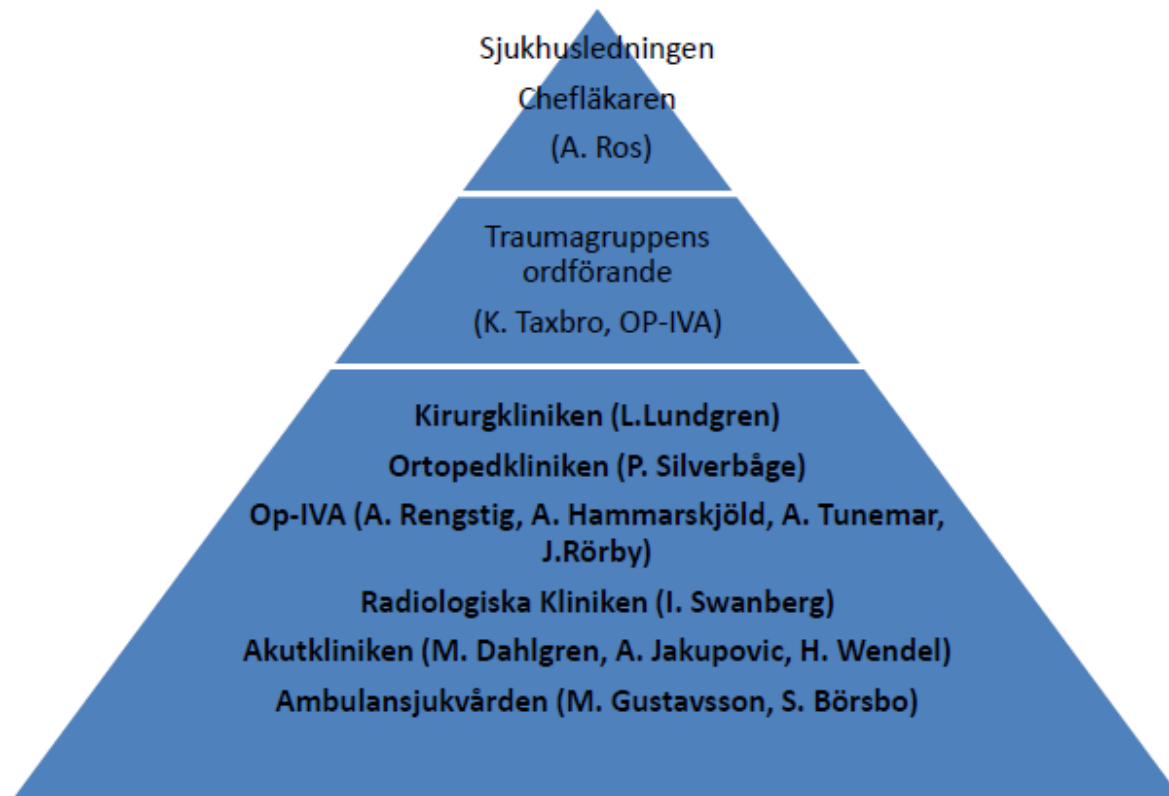 Sjukhusledningen
Chefläkaren
(A. Ros)
Traumagruppens
ordförande
(K. Taxbro, OP-IVA)
Kirurgkliniken (L.Lundgren)
Ortopedkliniken (P. Silverbåge)
Op-IVA (A. Rengstig, A. Hammarskjöld, A. Tunemar,
J.Rörby)
Radiologiska Kliniken (I. Swanberg)
Akutkliniken (M. Dahlgren, A. Jakupovic, H. Wendel)
Ambulansjukvården (M. Gustavsson, S. Börsbo)